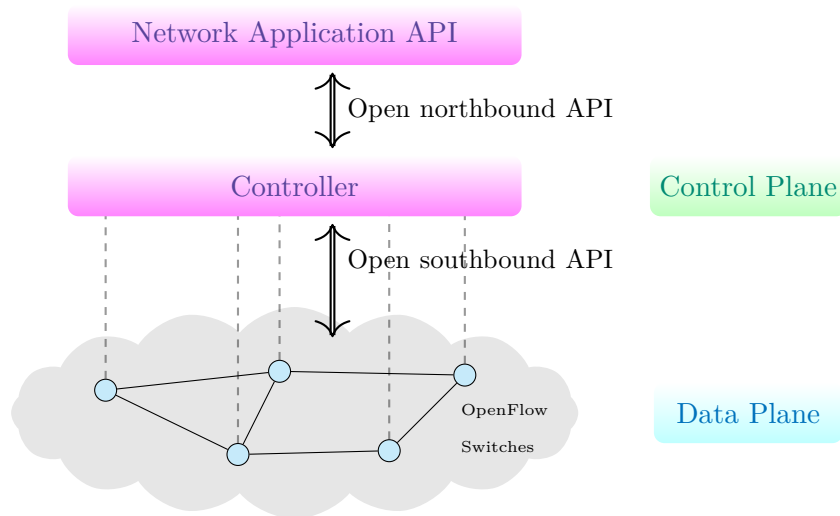 Network Application API
Open northbound API
Controller
Control Plane
Open southbound API
OpenFlow
Switches
Data Plane